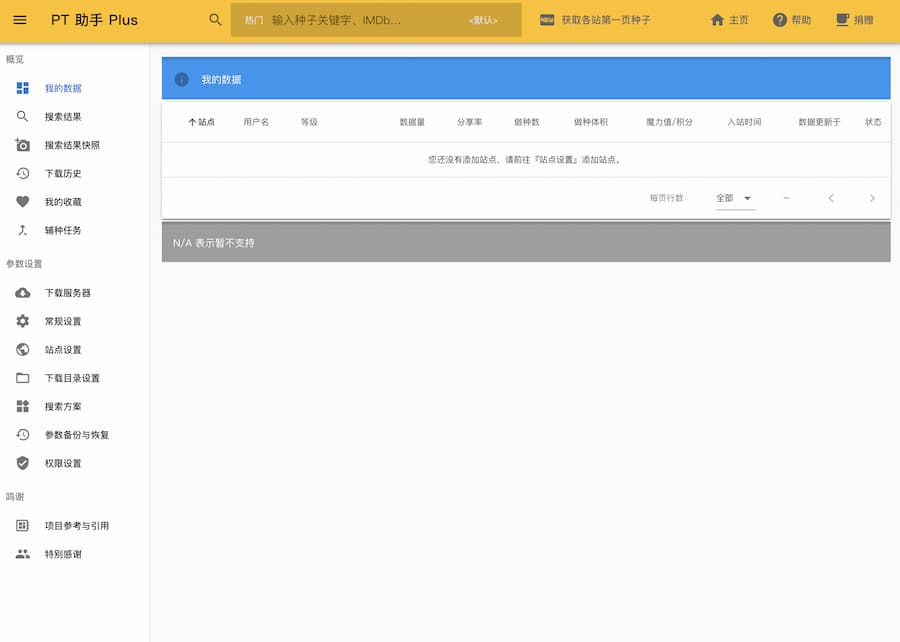 PT 助手 Plus
热门 输入种子关键字、IMDb... <默认>
NEW 获取各站第一页种子
主页
帮助
捐赠
概览
我的数据
搜索结果
搜索结果快照
下载历史
我的收藏
辅种任务
参数设置
下载服务器
常规设置
站点设置
下载目录设置
搜索方案
参数备份与恢复
权限设置
鸣谢
项目参考与引用
特别感谢
我的数据
站点 用户名 等级 数据量 分享率 做种数 做种体积 魔力值/积分 入站时间 数据更新于 状态
您还没有添加站点，请前往『站点设置』添加站点。
每页行数： 全部 –
N/A 表示暂不支持